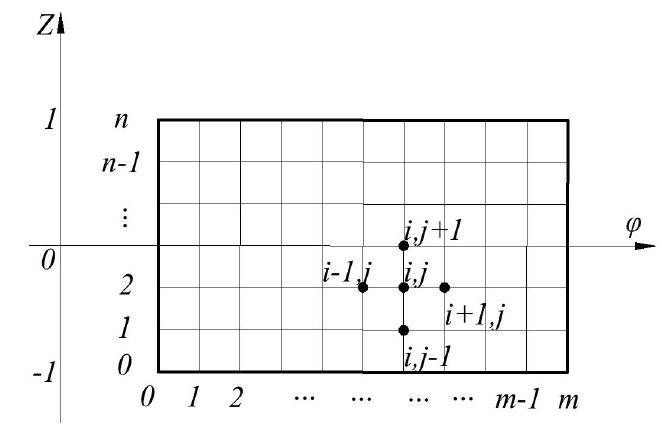 Z
1 n
n-1
⋮
i,j+1
φ
0
i-1,j i,j
2
i+1,j
1
i,j-1
-1 0
0 1 2 ... ... ... ... m-1 m